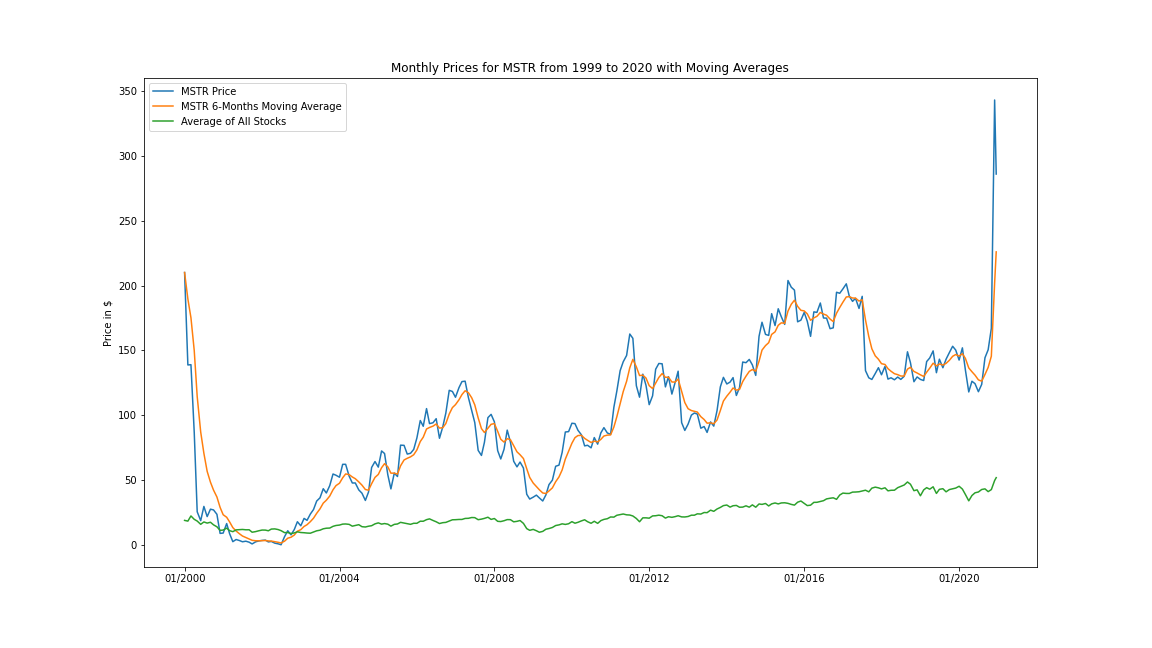 Monthly Prices for MSTR from 1999 to 2020 with Moving Averages
MSTR Price
MSTR 6-Months Moving Average
Average of All Stocks
Price in $
350
300
250
200
150
100
50
0
01/2000
01/2004
01/2008
01/2012
01/2016
01/2020